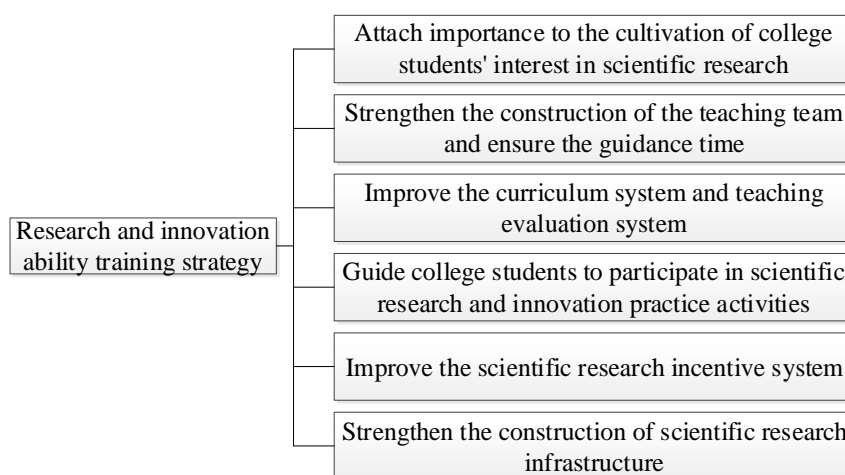 Attach importance to the cultivation of college
students' interest in scientific research
Strengthen the construction of the teaching team
and ensure the guidance time
Improve the curriculum system and teaching
evaluation system
Research and innovation
ability training strategy
Guide college students to participate in scientific
research and innovation practice activities
Improve the scientific research incentive system
Strengthen the construction of scientific research
infrastructure